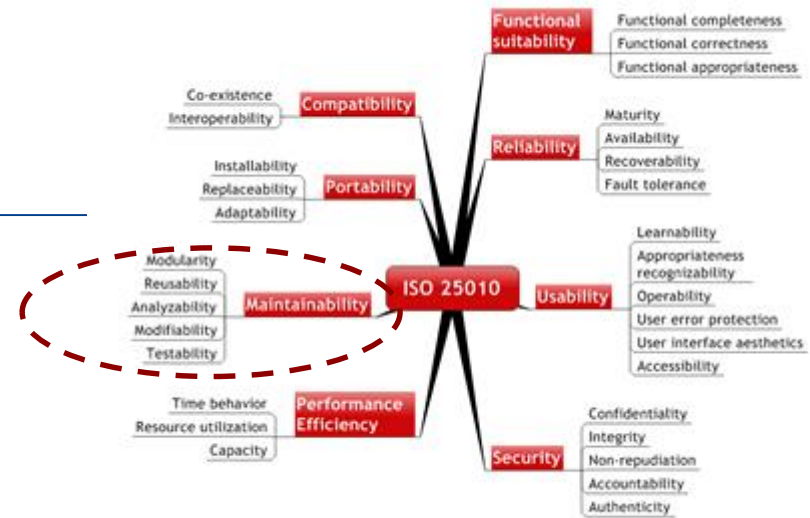 Functional
suitability
Functional completeness
Functional correctness
Functional appropriateness
Co-existence
Interoperability
Compatibility
Reliability
Maturity
Availability
Recoverability
Fault tolerance
Installability
Replaceability
Adaptability
Portability
Modularity
Reusability
Analyzability
Modifiability
Testability
Maintainability
ISO 25010
Usability
Learnability
Appropriateness
recognizability
Operability
User error protection
User interface aesthetics
Accessibility
Time behavior
Resource utilization
Capacity
Performance
Efficiency
Security
Confidentiality
Integrity
Non-repudiation
Accountability
Authenticity